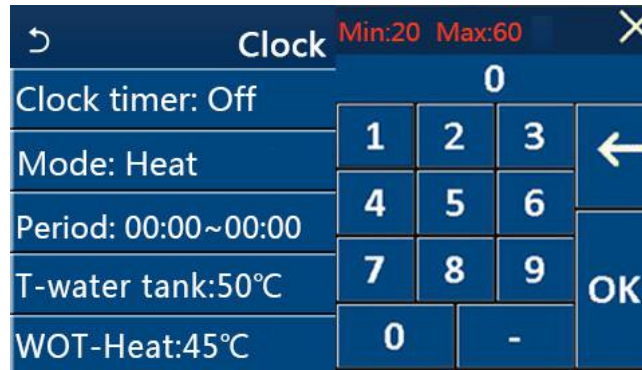 Clock
Clock timer: Off
Mode: Heat
Period: 00:00~00:00
T-water tank:50℃
WOT-Heat:45℃
Min:20 Max:60
0
1 2 3
4 5 6
7 8 9
OK
0 -